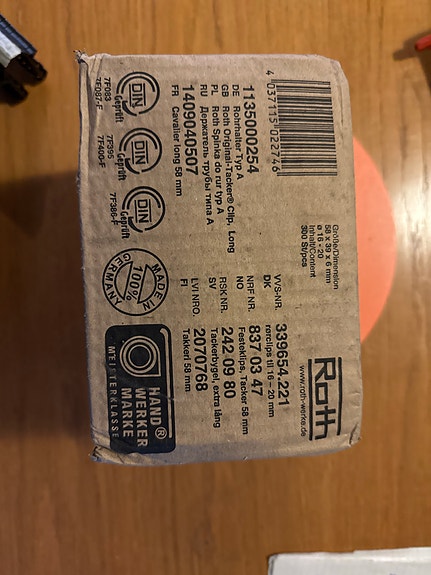 4 037115 022746
Größe/Dimension
58 x 39 x 6 mm
ø 16 - 20
Inhalt/Content
300 St/pcs
Roth
www.roth-werke.de
1135000254
DE Rohrhalter Typ A
GB Roth Original-Tacker® Clip, Long
PL Roth Spinka do rur typ A
RU Держатель трубы типа А
1409040507
FR Cavalier long 58 mm
VVS-NR. 339654.221
DK rørclips til 16 – 20 mm
NRF NR. 837 03 47
NO Festeklips, Tacker 58 mm
RSK NR. 242 09 80
SV Tackerbygel, extra lång
LVI NRO. 2070768
FI Takkeri 58 mm
DIN
Geprüft
7F083
7F087-F
DIN
Geprüft
7F395
7F400-F
DIN
Geprüft
7F386-F
MADE IN
100%
GERMANY
HAND®
WERKER
MARKE
MEISTERKLASSE